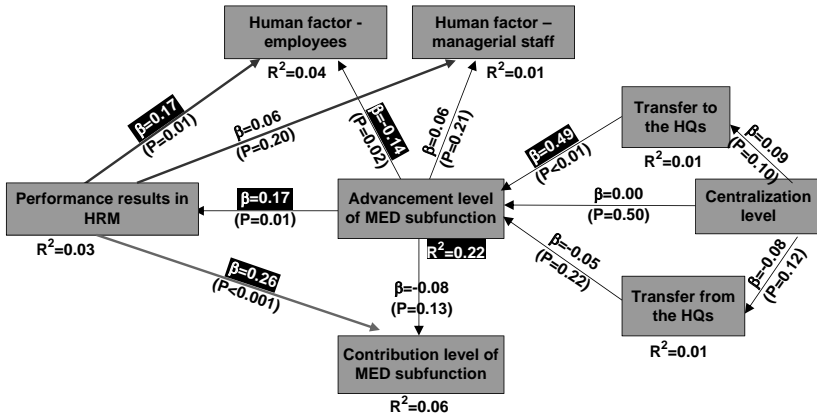 Human factor -
employees
R²=0.04
Human factor –
managerial staff
R²=0.01
β=0.17
(P=0.01)
β=0.06
(P=0.20)
β=-0.14
(P=0.02)
β=0.06
(P=0.21)
β=0.49
(P<0.01)
Transfer to
the HQs
R²=0.01
β=0.09
(P=0.10)
Performance results in
HRM
R²=0.03
β=0.17
(P=0.01)
Advancement level
of MED subfunction
R²=0.22
β=0.00
(P=0.50)
Centralization
level
β=0.26
(P<0.001)
β=-0.08
(P=0.13)
β=-0.05
(P=0.22)
Transfer from
the HQs
R²=0.01
β=-0.08
(P=0.12)
Contribution level of
MED subfunction
R²=0.06